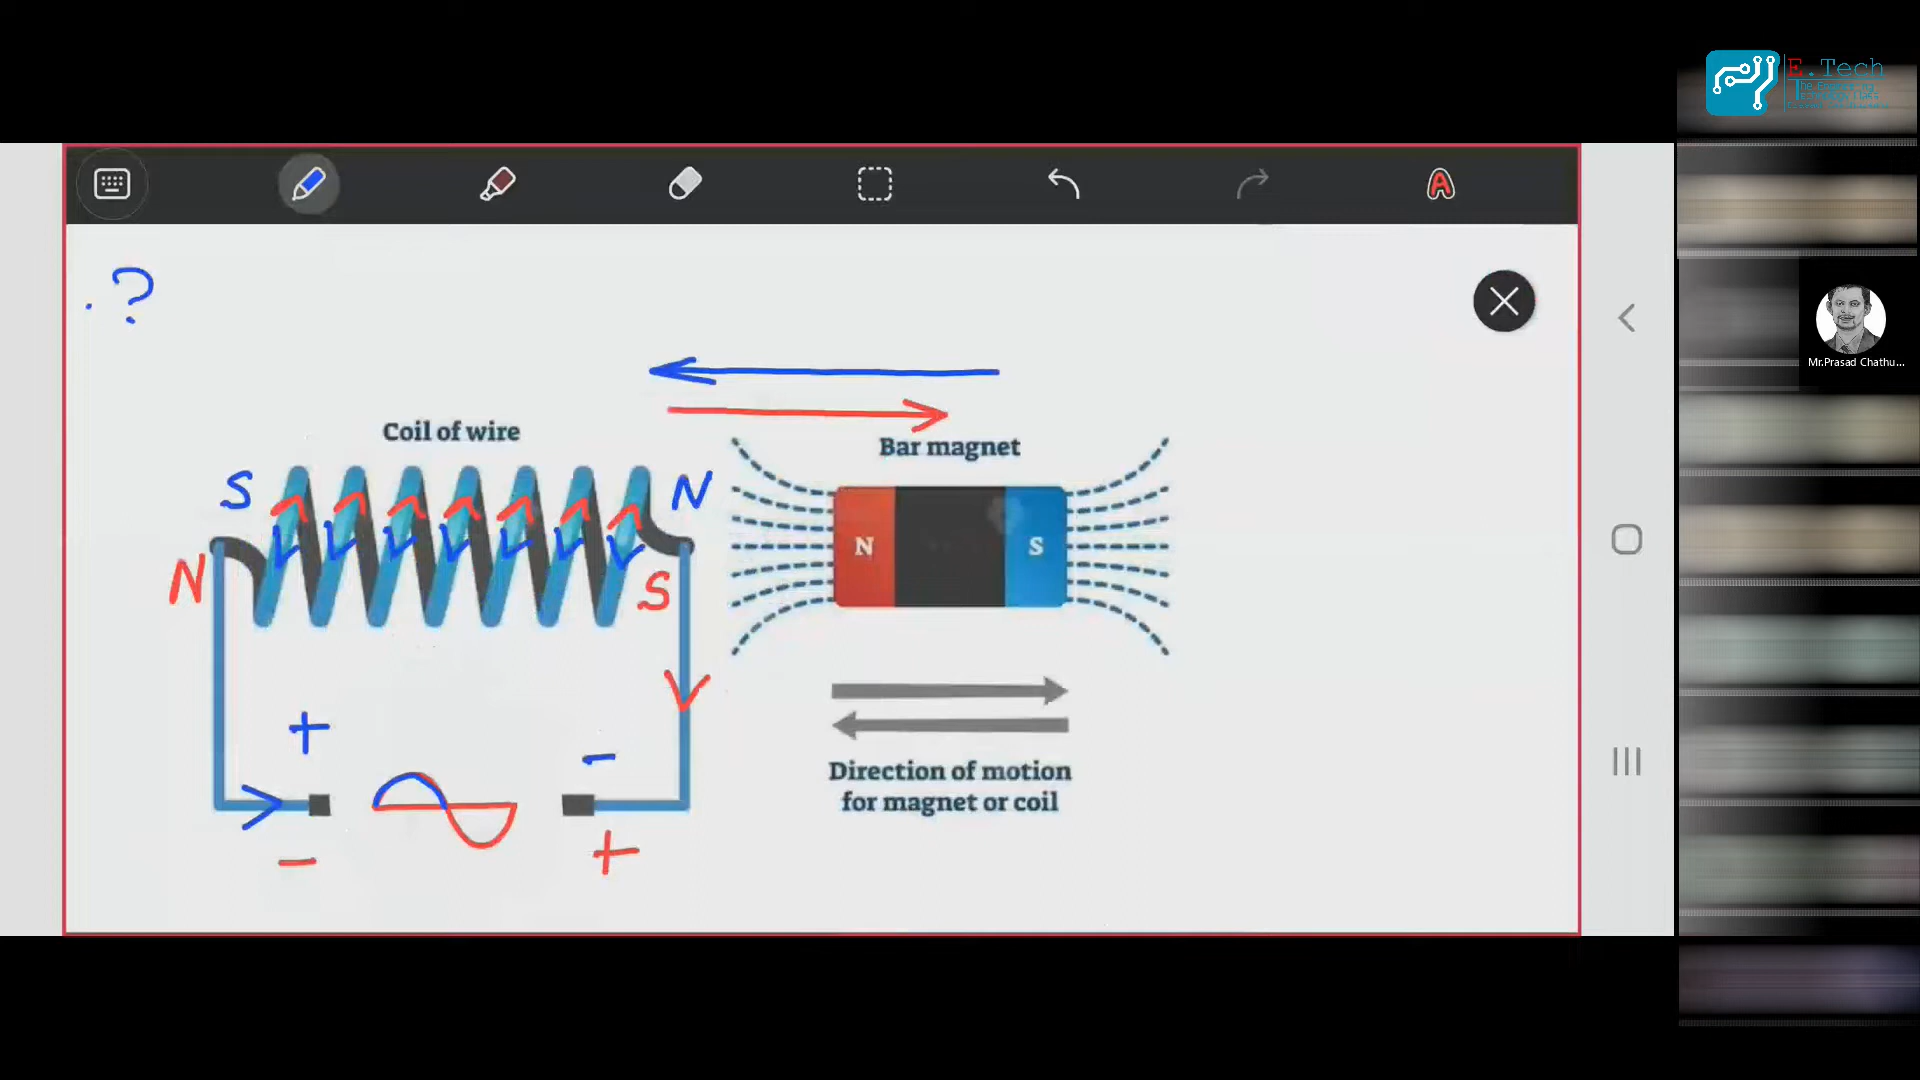 E.Tech
. ?
Coil of wire
Bar magnet
S
N
N
S
N
S
+
-
-
+
Direction of motion
for magnet or coil
Mr.Prasad Chathu...
A